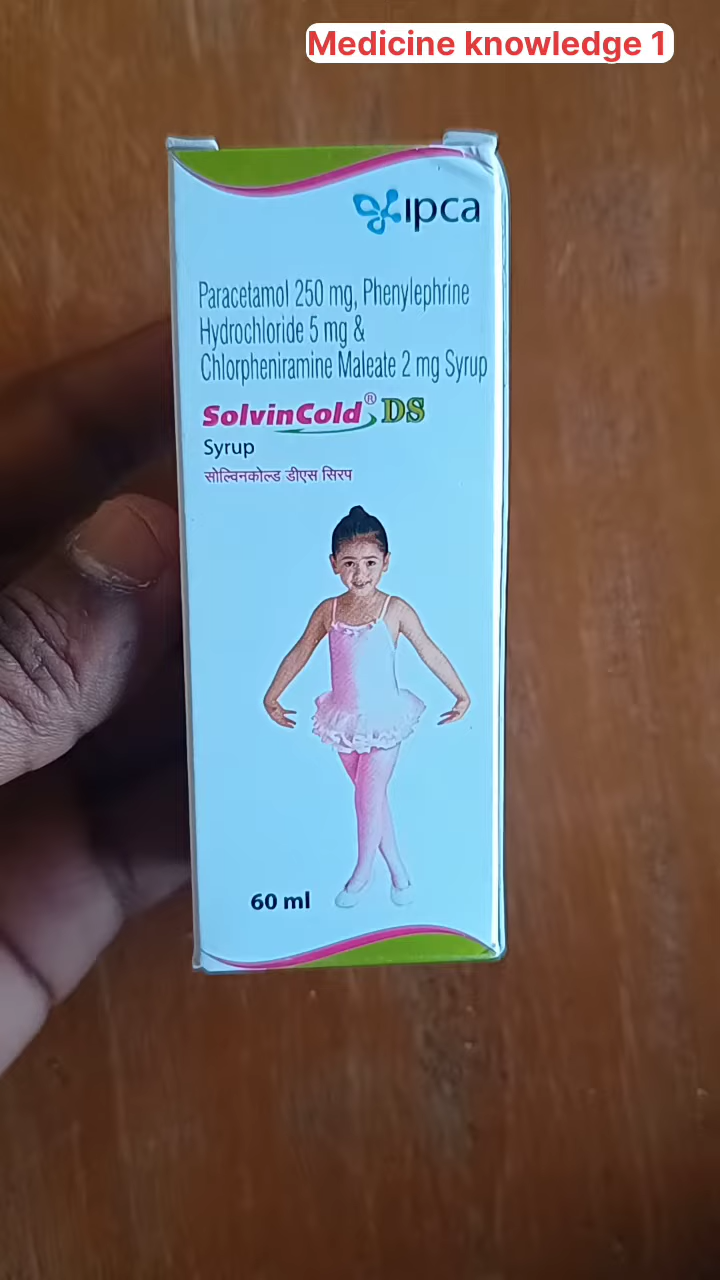 Medicine knowledge 1
ipca
Paracetamol 250 mg, Phenylephrine
Hydrochloride 5 mg &
Chlorpheniramine Maleate 2 mg Syrup
SolvinCold® DS
Syrup
सोल्विनकोल्ड डीएस सिरप
60 ml